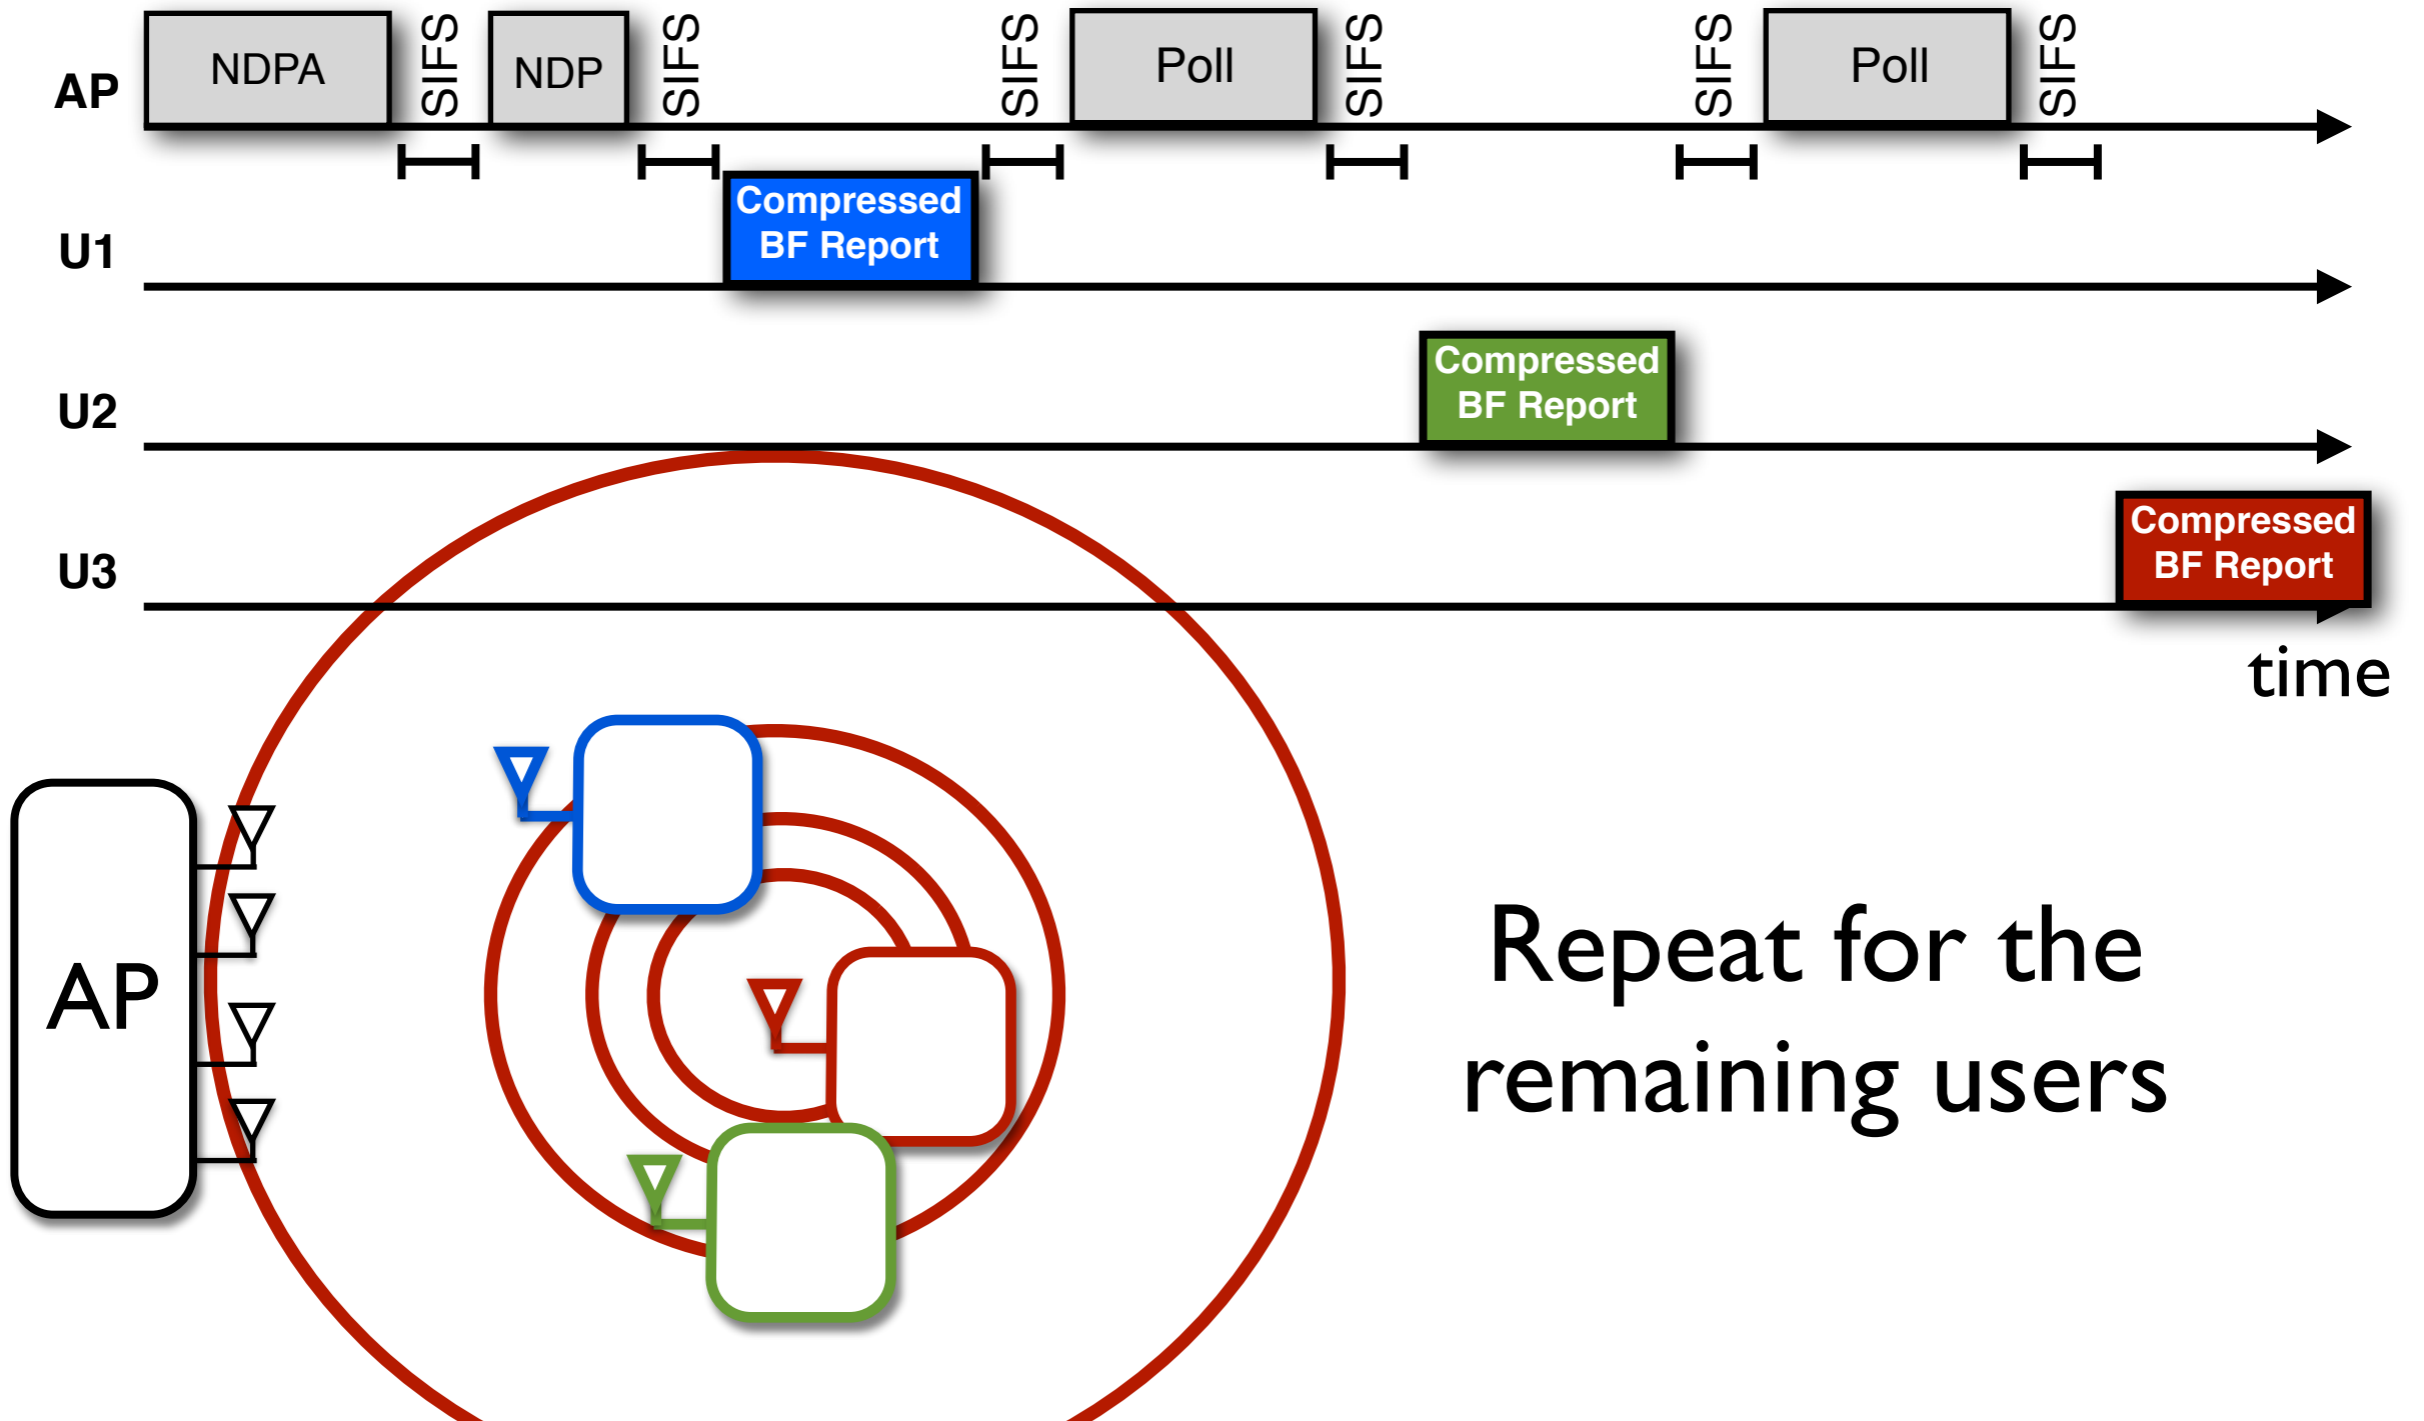 NDPA
SIFS
NDP
SIFS
SIFS
Poll
SIFS
SIFS
Poll
SIFS
AP
Compressed
BF Report
U1
Compressed
BF Report
U2
Compressed
BF Report
U3
time
AP
Repeat for the
remaining users